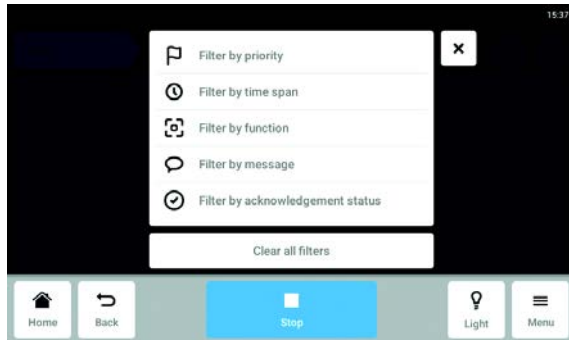 15:37
Filter by priority
Filter by time span
Filter by function
Filter by message
Filter by acknowledgement status
Clear all filters
Home
Back
Stop
Light
Menu